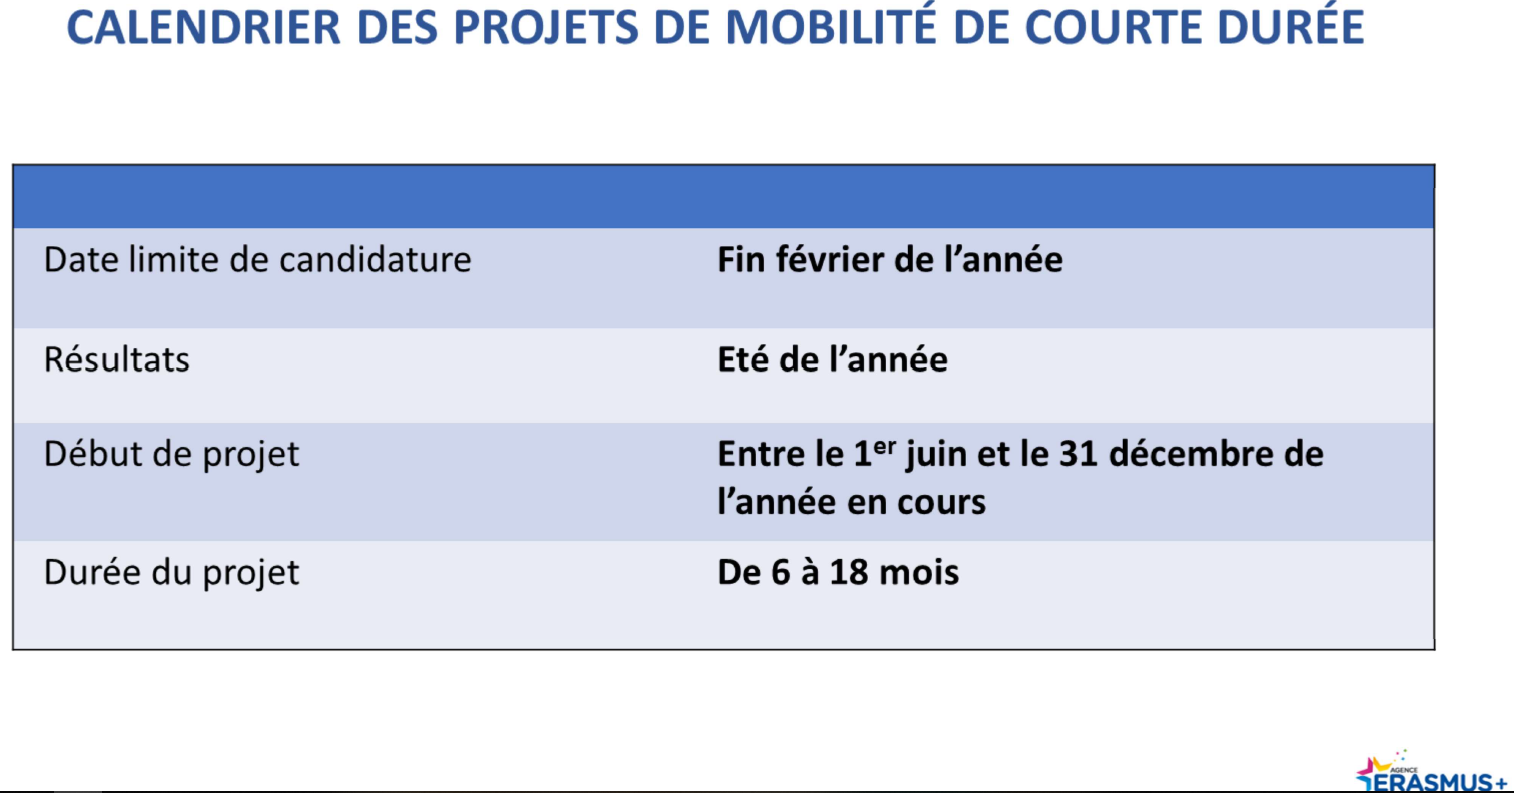 CALENDRIER DES PROJETS DE MOBILITÉ DE COURTE DURÉE
Date limite de candidature
Fin février de l’année
Résultats
Eté de l’année
Début de projet
Entre le 1er juin et le 31 décembre de
l’année en cours
Durée du projet
De 6 à 18 mois
AGENCE
ERASMUS+